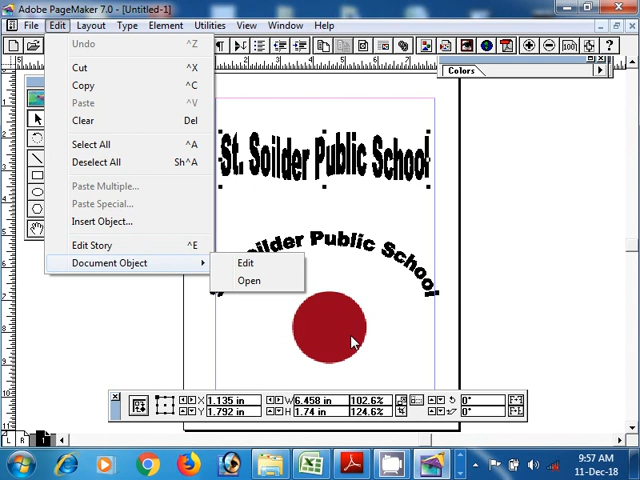 Adobe PageMaker 7.0 - [Untitled-1]
File Edit Layout Type Element Utilities View Window Help
Undo ^Z
Cut ^X
Copy ^C
Paste ^V
Clear Del
Select All ^A
Deselect All Sh^A
Paste Multiple...
Paste Special...
Insert Object...
Edit Story ^E
Document Object
Edit
Open
Colors
St. Soilder Public School
ilder Public School
X 1.135 in W 6.458 in 102.6% 0°
Y 1.792 in H 1.74 in 124.6% 0°
L R 1
9:57 AM
11-Dec-18